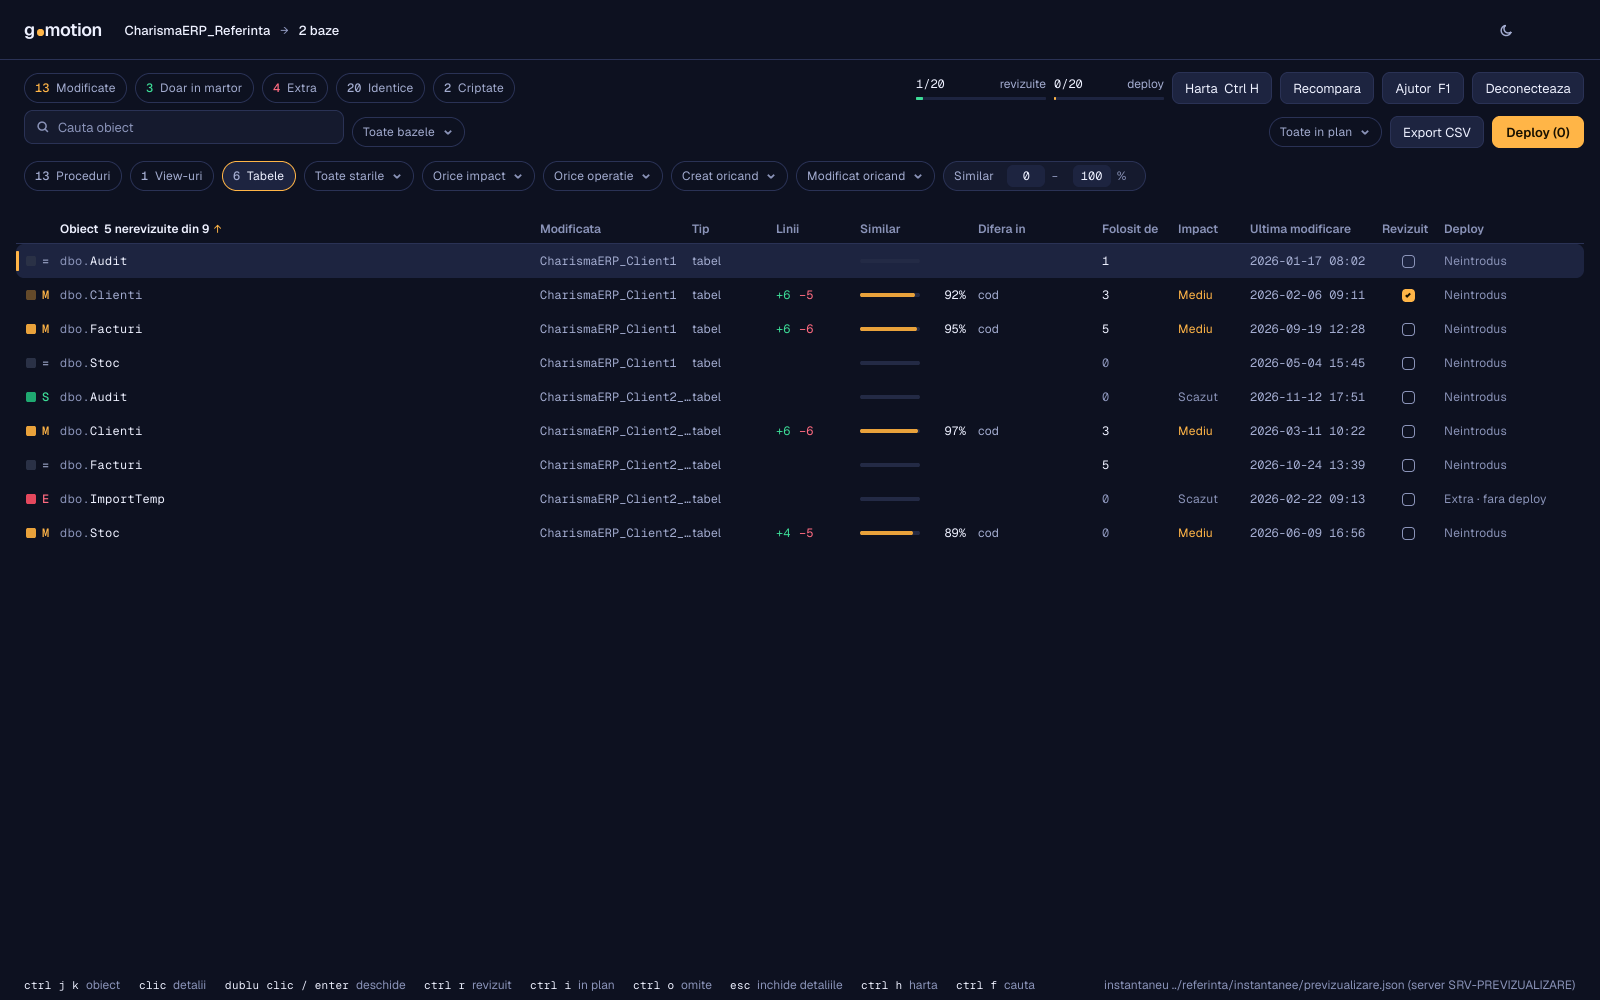 gomotion CharismaERP_Referinta → 2 baze
13 Modificate 3 Doar in martor 4 Extra 20 Identice 2 Criptate 1/20 revizuite 0/20 deploy Harta Ctrl H Recompara Ajutor F1 Deconecteaza
Cauta obiect Toate bazele Toate in plan Export CSV Deploy (0)
13 Proceduri 1 View-uri 6 Tabele Toate starile Orice impact Orice operatie Creat oricand Modificat oricand Similar 0 – 100 %
Obiect 5 nerevizuite din 9 ↑ Modificata Tip Linii Similar Difera in Folosit de Impact Ultima modificare Revizuit Deploy
= dbo.Audit CharismaERP_Client1 tabel 1 2026-01-17 08:02 Neintrodus
M dbo.Clienti CharismaERP_Client1 tabel +6 −5 92% cod 3 Mediu 2026-02-06 09:11 Neintrodus
M dbo.Facturi CharismaERP_Client1 tabel +6 −6 95% cod 5 Mediu 2026-09-19 12:28 Neintrodus
= dbo.Stoc CharismaERP_Client1 tabel 0 2026-05-04 15:45 Neintrodus
S dbo.Audit CharismaERP_Client2_… tabel 0 Scazut 2026-11-12 17:51 Neintrodus
M dbo.Clienti CharismaERP_Client2_… tabel +6 −6 97% cod 3 Mediu 2026-03-11 10:22 Neintrodus
= dbo.Facturi CharismaERP_Client2_… tabel 5 2026-10-24 13:39 Neintrodus
E dbo.ImportTemp CharismaERP_Client2_… tabel 0 Scazut 2026-02-22 09:13 Extra · fara deploy
M dbo.Stoc CharismaERP_Client2_… tabel +4 −5 89% cod 0 Mediu 2026-06-09 16:56 Neintrodus
ctrl j k obiect clic detalii dublu clic / enter deschide ctrl r revizuit ctrl i in plan ctrl o omite esc inchide detaliile ctrl h harta ctrl f cauta instantaneu ../referinta/instantanee/previzualizare.json (server SRV-PREVIZUALIZARE)